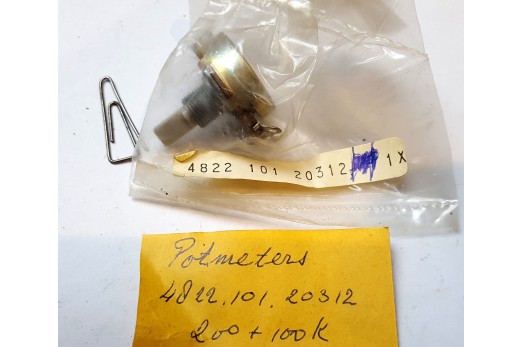 4822 101 20312 1X
Potmeters
4822.101.20312
200 + 100K